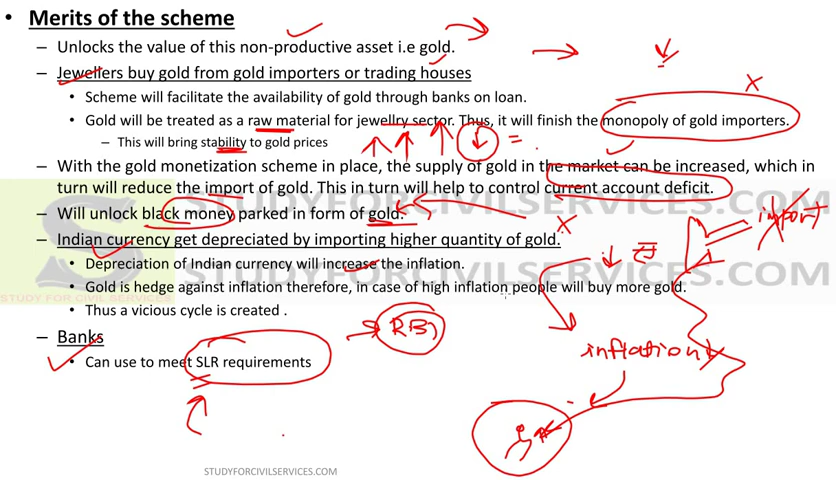 • Merits of the scheme
– Unlocks the value of this non-productive asset i.e gold.
– Jewellers buy gold from gold importers or trading houses
• Scheme will facilitate the availability of gold through banks on loan.
• Gold will be treated as a raw material for jewellry sector. Thus, it will finish the monopoly of gold importers.
– This will bring stability to gold prices
– With the gold monetization scheme in place, the supply of gold in the market can be increased, which in
turn will reduce the import of gold. This in turn will help to control current account deficit.
STUDYFORCIVILSERVICES.COM
– Will unlock black money parked in form of gold.
import
– Indian currency get depreciated by importing higher quantity of gold.
• Depreciation of Indian currency will increase the inflation.
STUDYFORCIVILSERVICES.COM
• Gold is hedge against inflation therefore, in case of high inflation people will buy more gold.
STUDY FOR CIVIL SERVICES
• Thus a vicious cycle is created .
RBI
– Banks
inflation
• Can use to meet SLR requirements
STUDYFORCIVILSERVICES.COM